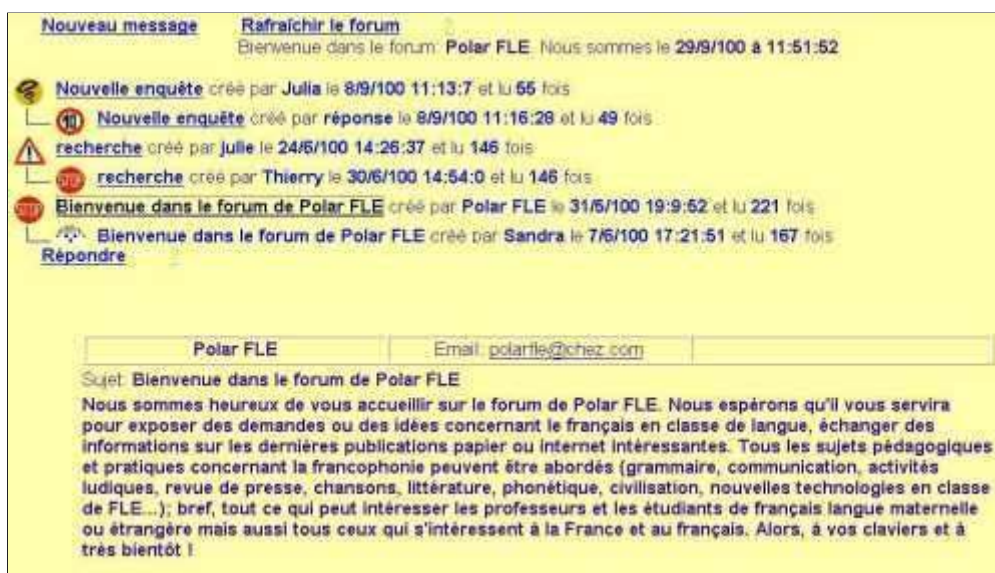 Nouveau message Rafraîchir le forum
Bienvenue dans le forum: Polar FLE. Nous sommes le 29/9/100 à 11:51:52
Nouvelle enquête créé par Julia le 8/9/100 11:13:7 et lu 55 fois
10 Nouvelle enquête créé par réponse le 8/9/100 11:16:28 et lu 49 fois
recherche créé par julie le 24/6/100 14:26:37 et lu 146 fois
STOP recherche créé par Thierry le 30/6/100 14:54:0 et lu 146 fois
STOP Bienvenue dans le forum de Polar FLE créé par Polar FLE le 31/5/100 19:9:52 et lu 221 fois
Bienvenue dans le forum de Polar FLE créé par Sandra le 7/6/100 17:21:51 et lu 167 fois
Répondre
Polar FLE Email: polarfle@chez.com
Sujet: Bienvenue dans le forum de Polar FLE
Nous sommes heureux de vous accueillir sur le forum de Polar FLE. Nous espérons qu'il vous servira
pour exposer des demandes ou des idées concernant le français en classe de langue, échanger des
informations sur les dernières publications papier ou internet intéressantes. Tous les sujets pédagogiques
et pratiques concernant la francophonie peuvent être abordés (grammaire, communication, activités
ludiques, revue de presse, chansons, littérature, phonétique, civilisation, nouvelles technologies en classe
de FLE...); bref, tout ce qui peut intéresser les professeurs et les étudiants de français langue maternelle
ou étrangère mais aussi tous ceux qui s'intéressent à la France et au français. Alors, à vos claviers et à
très bientôt !